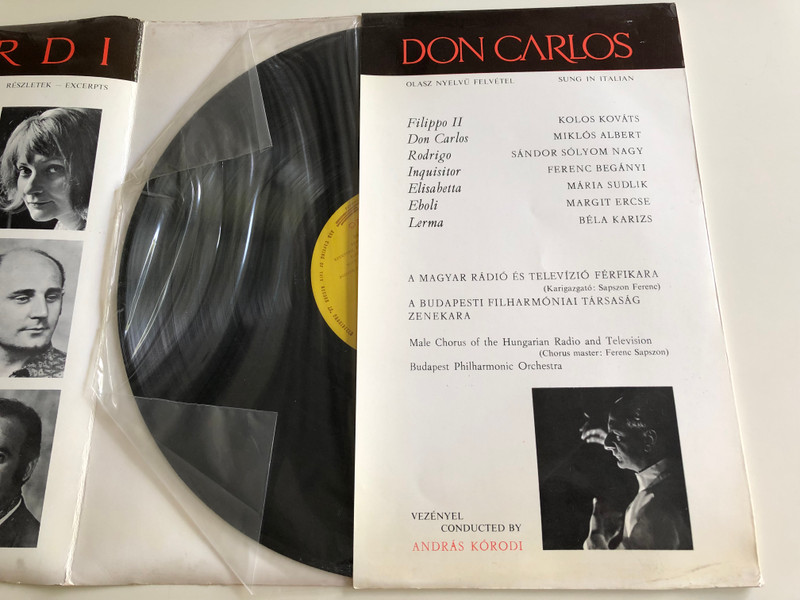 RDI
RÉSZLETEK – EXCERPTS
DON CARLOS
OLASZ NYELVŰ FELVÉTEL SUNG IN ITALIAN
Filippo II KOLOS KOVÁTS
Don Carlos MIKLÓS ALBERT
Rodrigo SÁNDOR SÓLYOM NAGY
Inquisitor FERENC BEGÁNYI
Elisabetta MÁRIA SUDLIK
Eboli MARGIT ERCSE
Lerma BÉLA KARIZS
A MAGYAR RÁDIÓ ÉS TELEVÍZIÓ FÉRFIKARA
(Karigazgató: Sapszon Ferenc)
A BUDAPESTI FILHARMÓNIAI TÁRSASÁG
ZENEKARA
Male Chorus of the Hungarian Radio and Television
(Chorus master: Ferenc Sapszon)
Budapest Philharmonic Orchestra
VEZÉNYEL
CONDUCTED BY
ANDRÁS KÓRODI